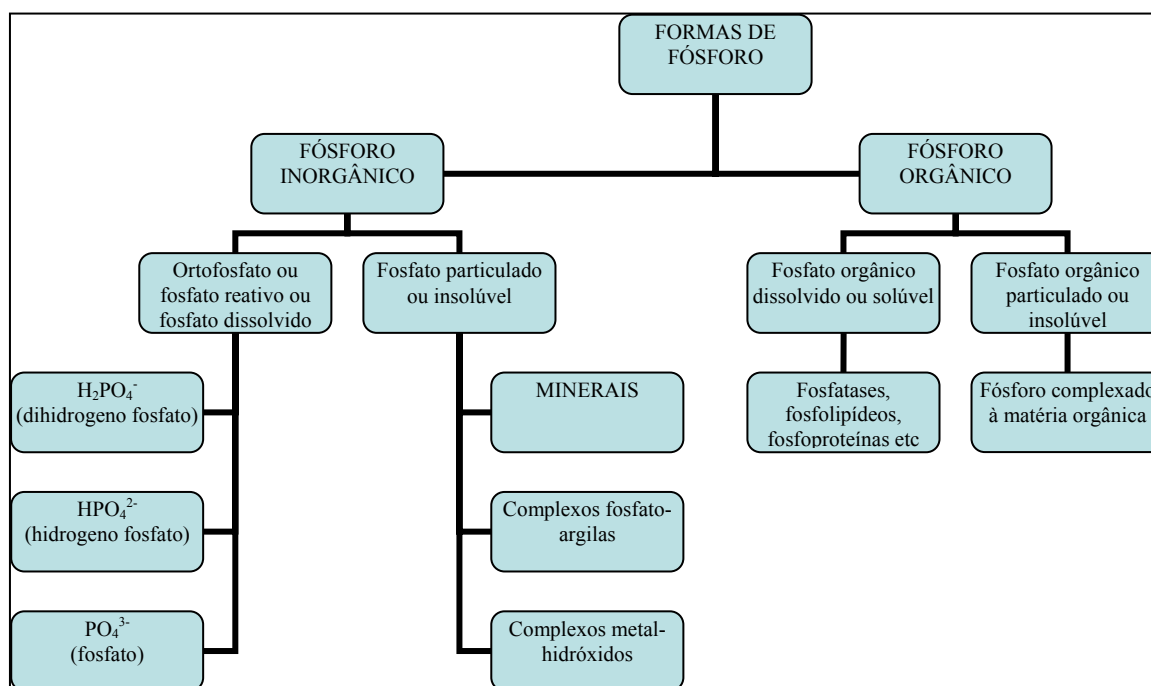 FORMAS DE
FÓSFORO
FÓSFORO
INORGÂNICO
FÓSFORO
ORGÂNICO
Ortofosfato ou
fosfato reativo ou
fosfato dissolvido
Fosfato particulado
ou insolúvel
Fosfato orgânico
dissolvido ou solúvel
Fosfato orgânico
particulado ou
insolúvel
H₂PO₄⁻
(dihidrogeno fosfato)
MINERAIS
Fosfatases,
fosfolipídeos,
fosfoproteínas etc
Fósforo complexado
à matéria orgânica
HPO₄²⁻
(hidrogeno fosfato)
Complexos fosfato-
argilas
PO₄³⁻
(fosfato)
Complexos metal-
hidróxidos